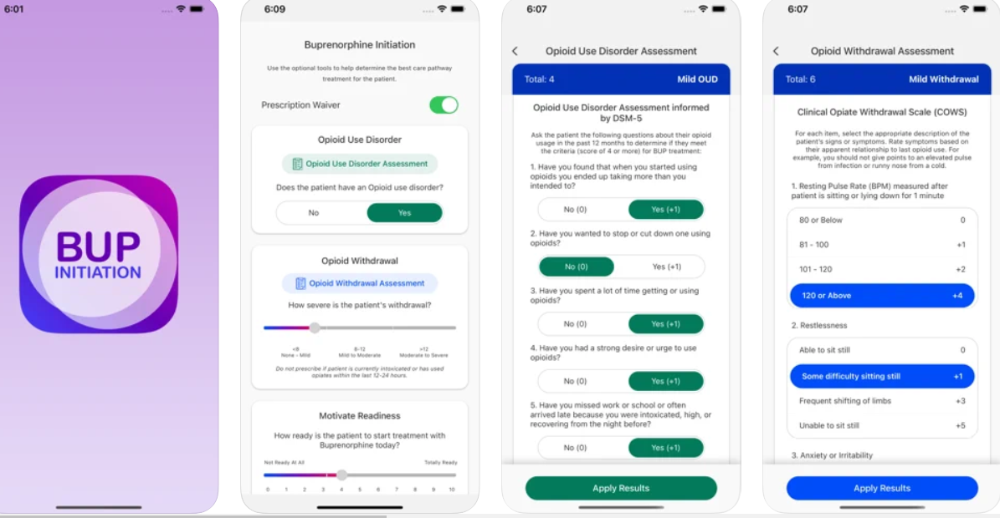 6:01
BUP
INITIATION
6:09
Buprenorphine Initiation
Use the optional tools to help determine the best care pathway
treatment for the patient.
Prescription Waiver
Opioid Use Disorder
Opioid Use Disorder Assessment
Does the patient have an Opioid use disorder?
No
Yes
Opioid Withdrawal
Opioid Withdrawal Assessment
How severe is the patient's withdrawal?
<8 8-12 >12
None - Mild Mild to Moderate Moderate to Severe
Do not prescribe if patient is currently intoxicated or has used
opiates within the last 12-24 hours.
Motivate Readiness
How ready is the patient to start treatment with
Buprenorphine today?
Not Ready At All Totally Ready
0 1 2 3 4 5 6 7 8 9 10
6:07
Opioid Use Disorder Assessment
Total: 4 Mild OUD
Opioid Use Disorder Assessment informed
by DSM-5
Ask the patient the following questions about their opioid
usage in the past 12 months to determine if they meet
the criteria (score of 4 or more) for BUP treatment:
1. Have you found that when you started using
opioids you ended up taking more than you
intended to?
No (0) Yes (+1)
2. Have you wanted to stop or cut down one using
opioids?
No (0) Yes (+1)
3. Have you spent a lot of time getting or using
opioids?
No (0) Yes (+1)
4. Have you had a strong desire or urge to use
opioids?
No (0) Yes (+1)
5. Have you missed work or school or often
arrived late because you were intoxicated, high, or
recovering from the night before?
No (0) Yes (+1)
Apply Results
6:07
Opioid Withdrawal Assessment
Total: 6 Mild Withdrawal
Clinical Opiate Withdrawal Scale (COWS)
For each item, select the appropriate description of the
patient's signs or symptoms. Rate symptoms based on
their apparent relationship to last opioid use. For
example, you should not give points to an elevated pulse
from infection or runny nose from a cold.
1. Resting Pulse Rate (BPM) measured after
patient is sitting or lying down for 1 minute
80 or Below 0
81 - 100 +1
101 - 120 +2
120 or Above +4
2. Restlessness
Able to sit still 0
Some difficulty sitting still +1
Frequent shifting of limbs +3
Unable to sit still +5
3. Anxiety or Irritability
Apply Results